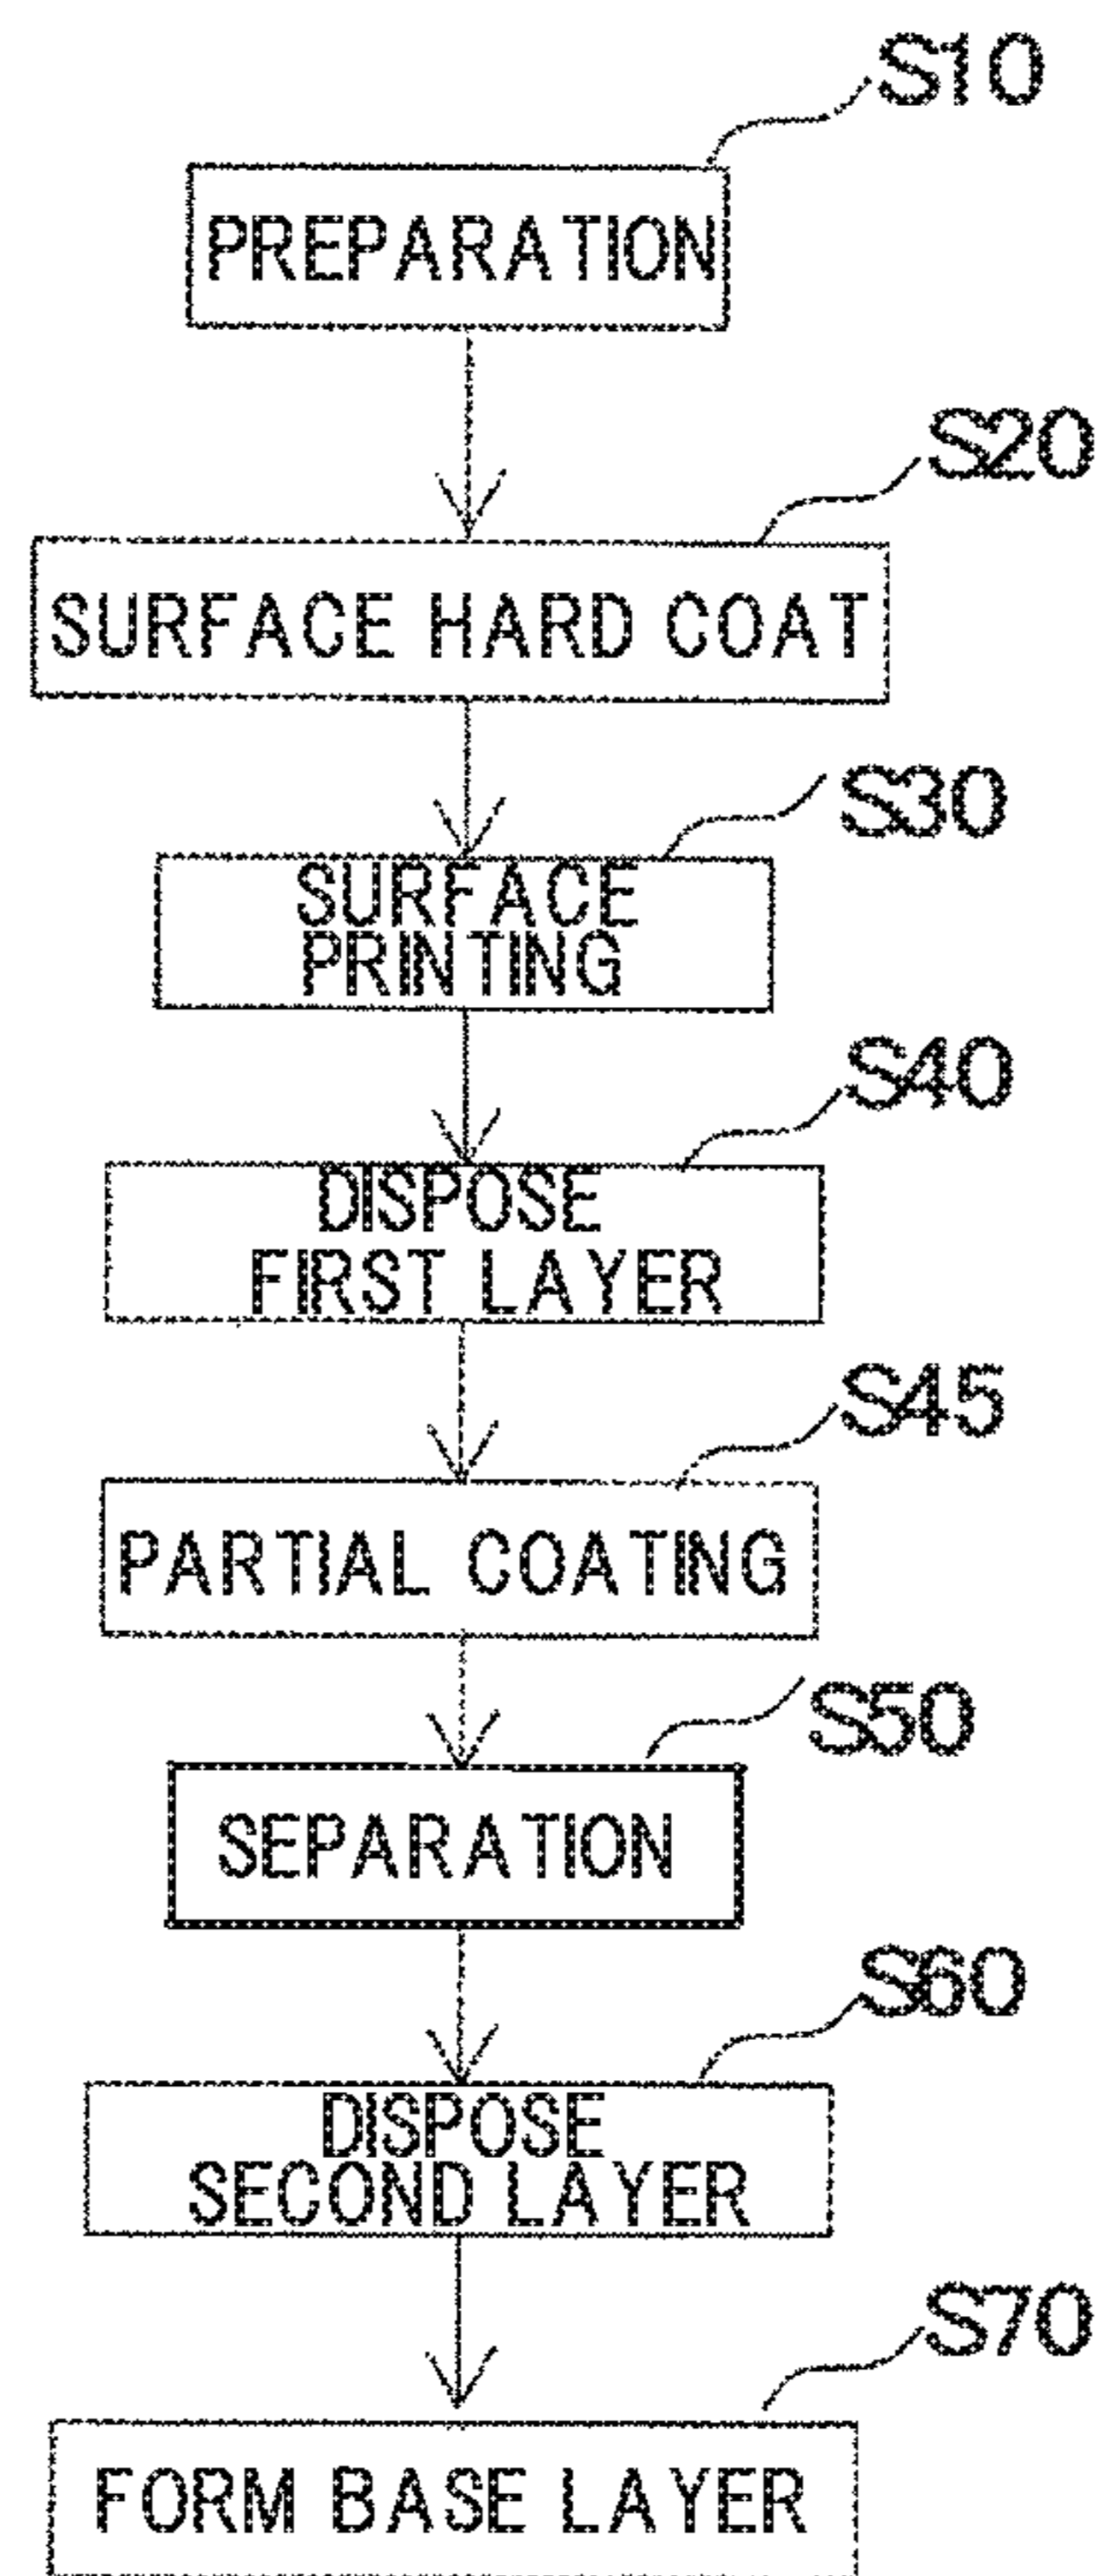 S10
PREPARATION
S20
SURFACE HARD COAT
S30
SURFACE
PRINTING
S40
DISPOSE
FIRST LAYER
S45
PARTIAL COATING
S50
SEPARATION
S60
DISPOSE
SECOND LAYER
S70
FORM BASE LAYER